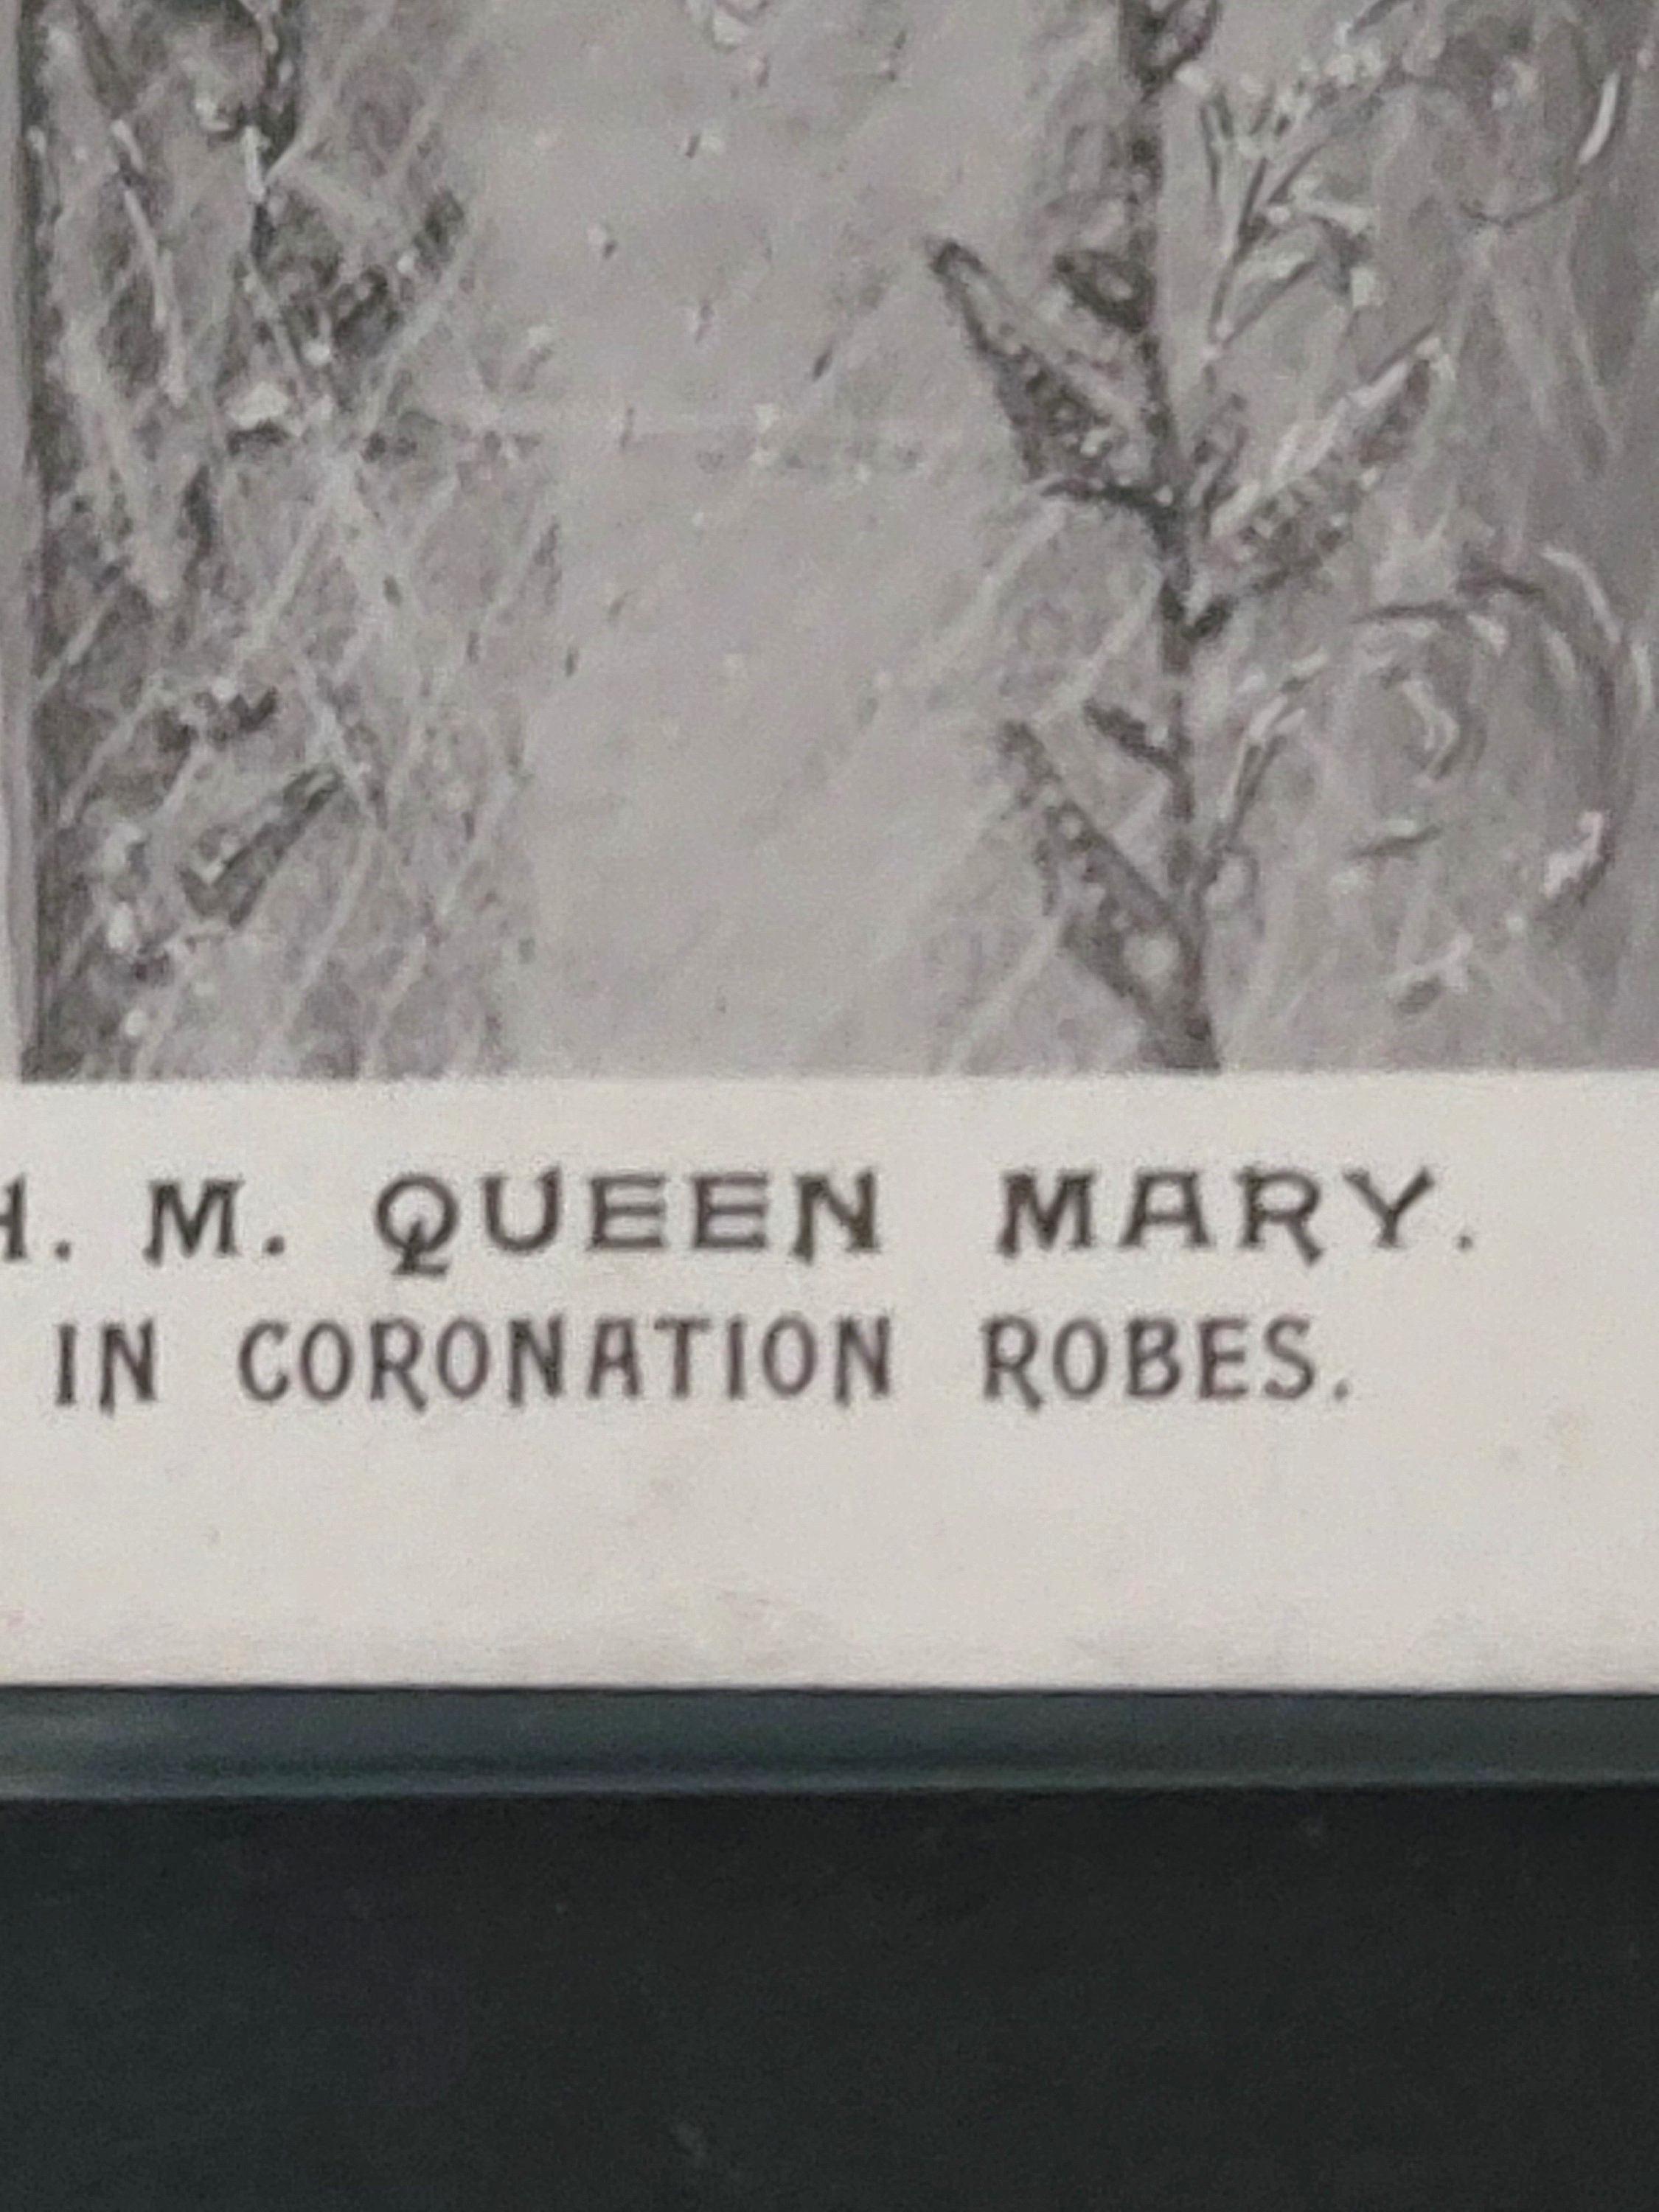 H. M. QUEEN MARY.
IN CORONATION ROBES.